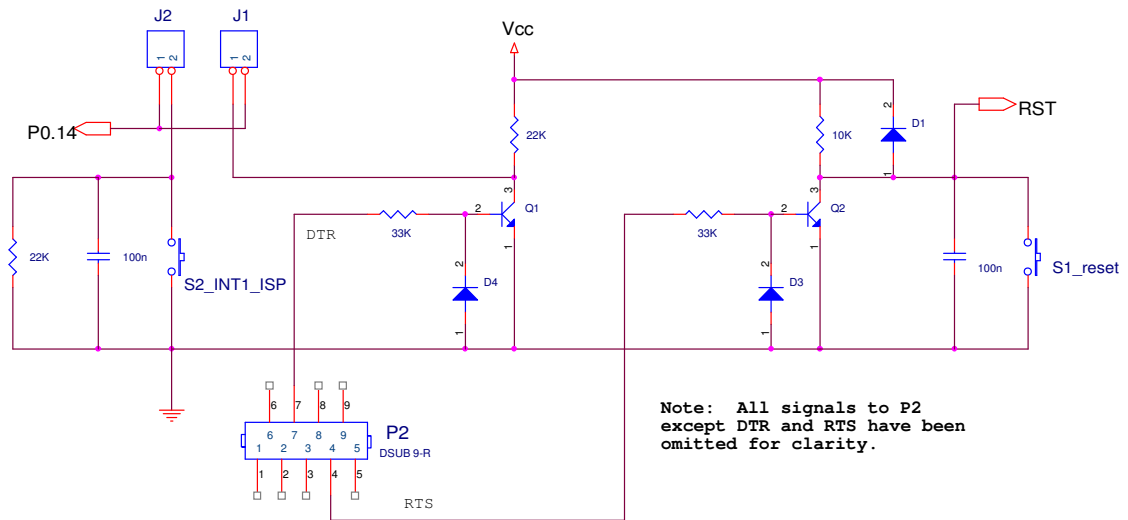 J2 J1
1 2 1 2
Vcc
P0.14
RST
22K
10K
2
D1
1
3
2 Q1
1
3
2 Q2
1
DTR
33K
33K
22K
100n
S2_INT1_ISP
2
D4
1
2
D3
1
100n
S1_reset
6 7 8 9
6 7 8 9
1 2 3 4 5
1 2 3 4 5
P2
DSUB 9-R
RTS
Note: All signals to P2
except DTR and RTS have been
omitted for clarity.